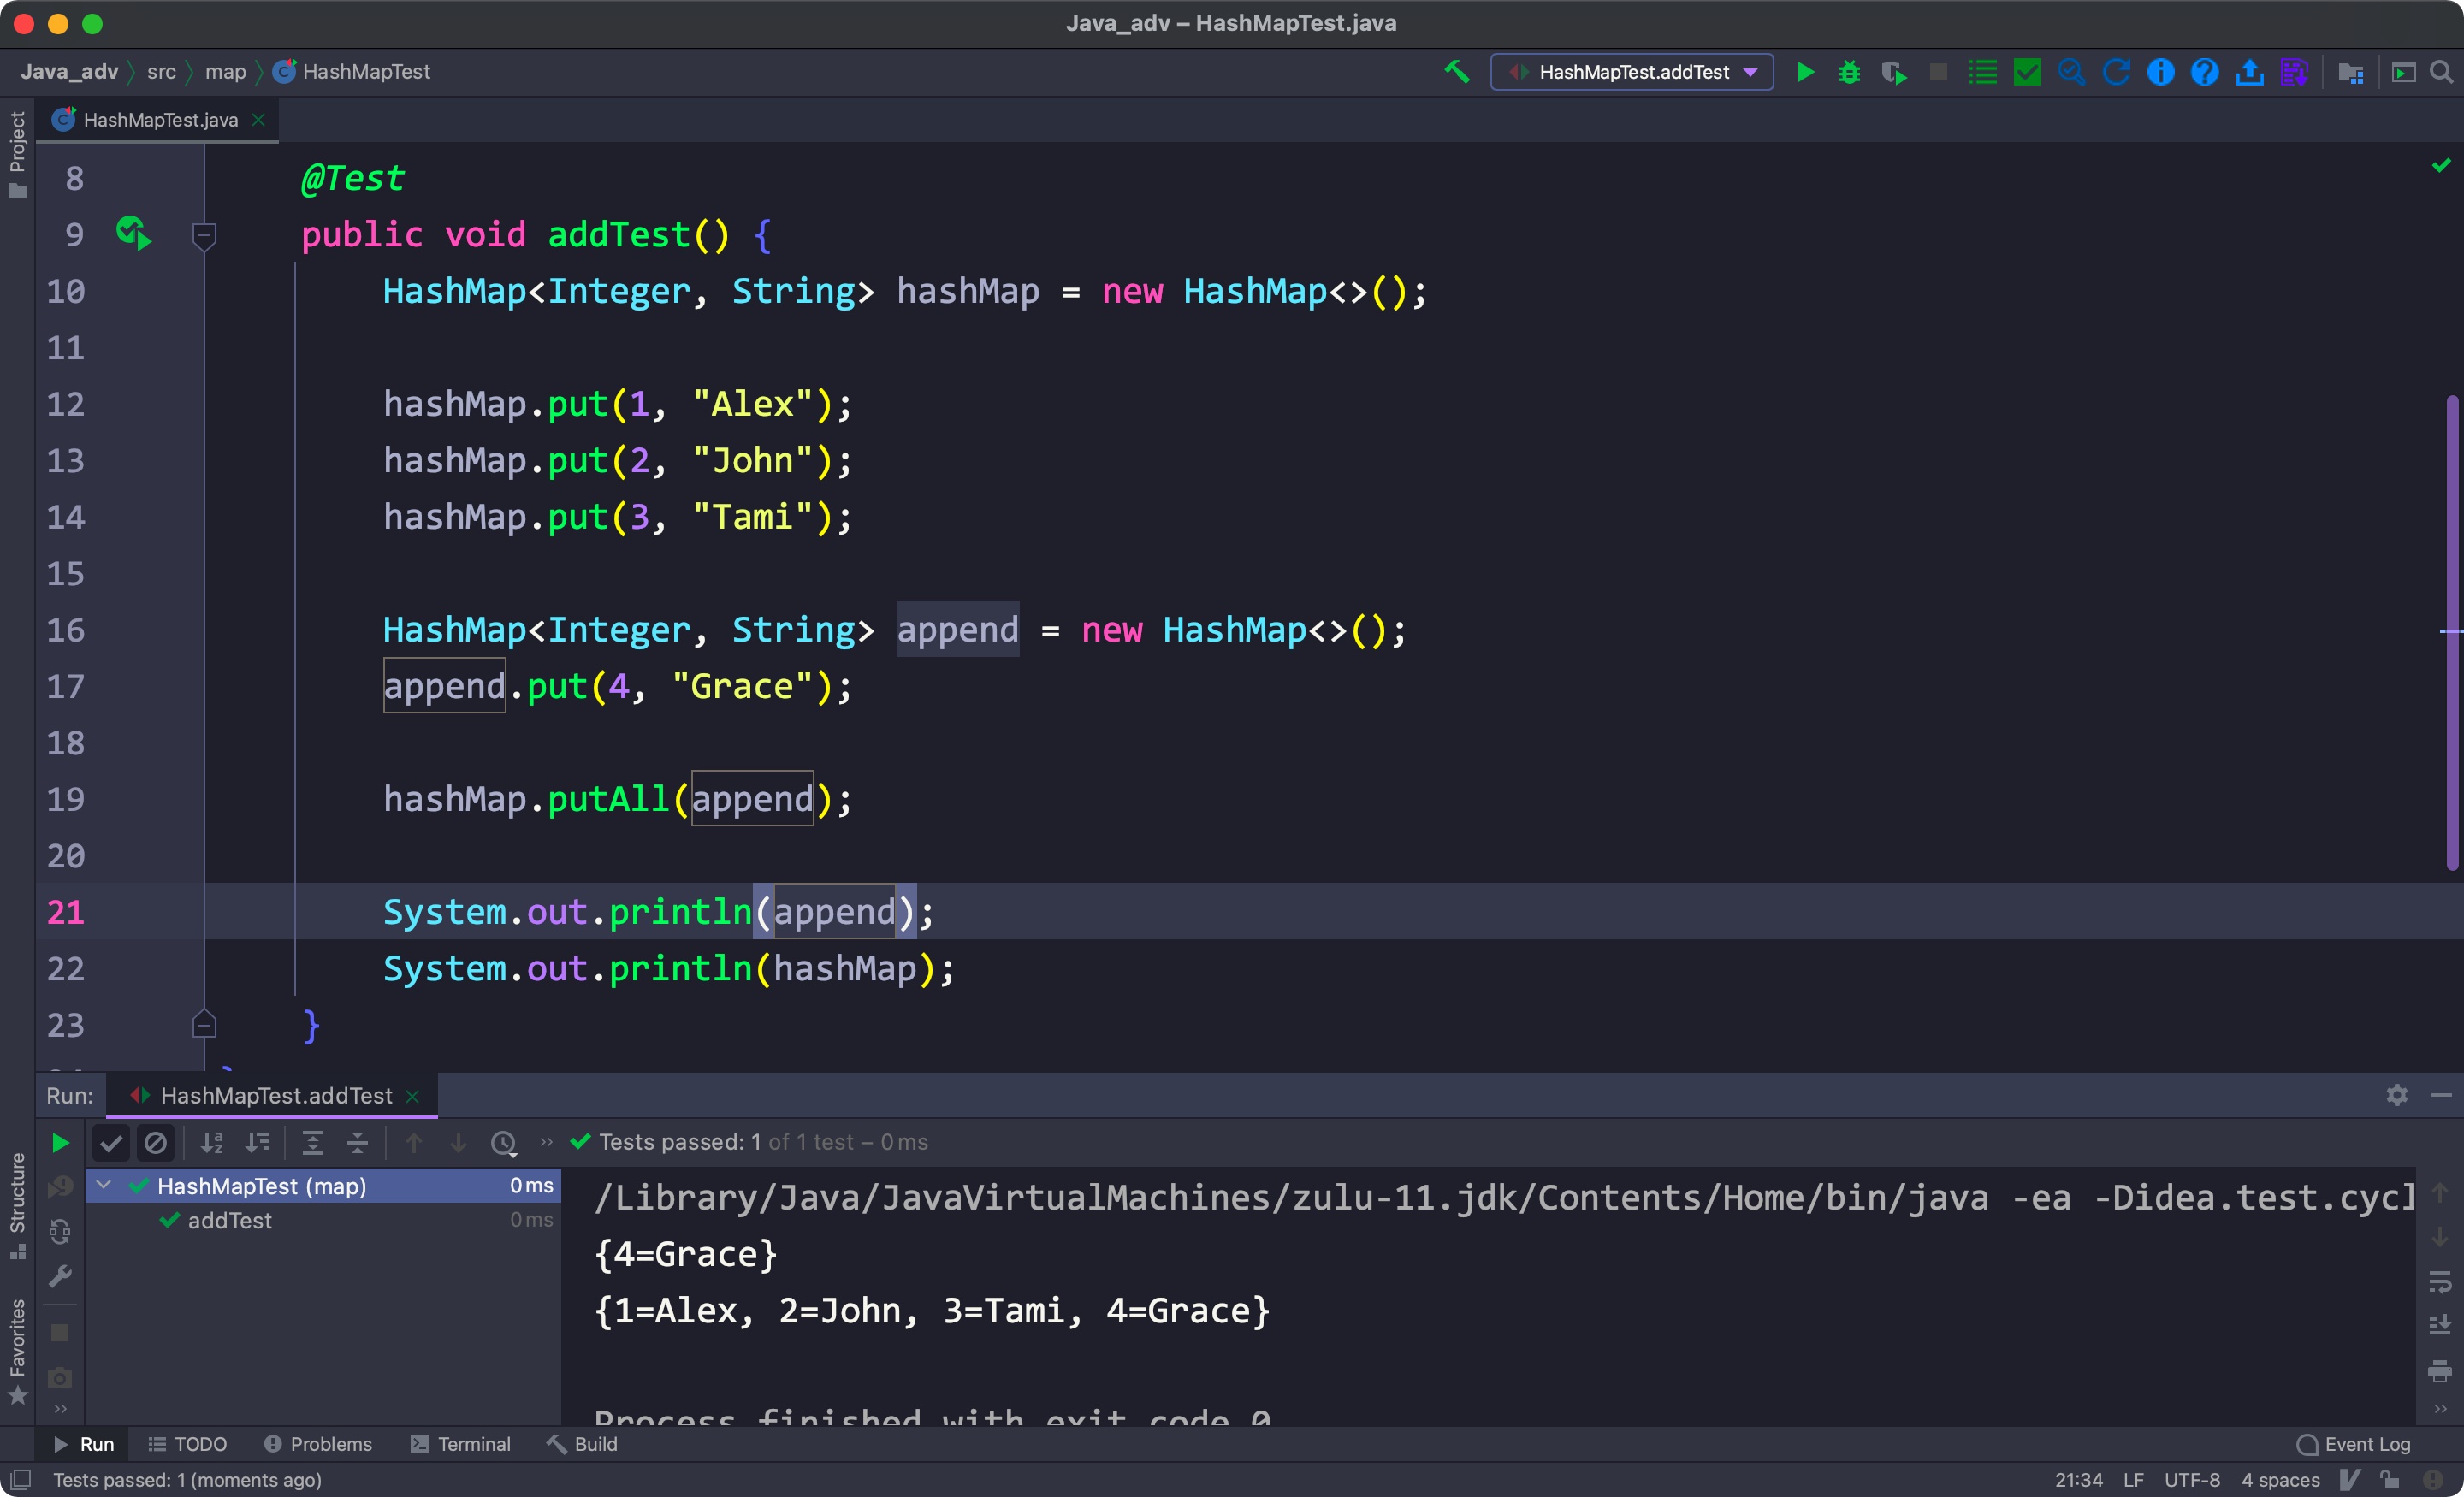 Java_adv – HashMapTest.java
Java_adv src map HashMapTest
HashMapTest.addTest
Project
HashMapTest.java
8 @Test
9 public void addTest() {
10 HashMap<Integer, String> hashMap = new HashMap<>();
11
12 hashMap.put(1, "Alex");
13 hashMap.put(2, "John");
14 hashMap.put(3, "Tami");
15
16 HashMap<Integer, String> append = new HashMap<>();
17 append.put(4, "Grace");
18
19 hashMap.putAll(append);
20
21 System.out.println(append);
22 System.out.println(hashMap);
23 }
Run: HashMapTest.addTest
Tests passed: 1 of 1 test – 0 ms
HashMapTest (map) 0 ms
addTest 0 ms
/Library/Java/JavaVirtualMachines/zulu-11.jdk/Contents/Home/bin/java -ea -Didea.test.cycl
{4=Grace}
{1=Alex, 2=John, 3=Tami, 4=Grace}
Process finished with exit code 0
Structure
Favorites
Run TODO Problems Terminal Build Event Log
Tests passed: 1 (moments ago) 21:34 LF UTF-8 4 spaces